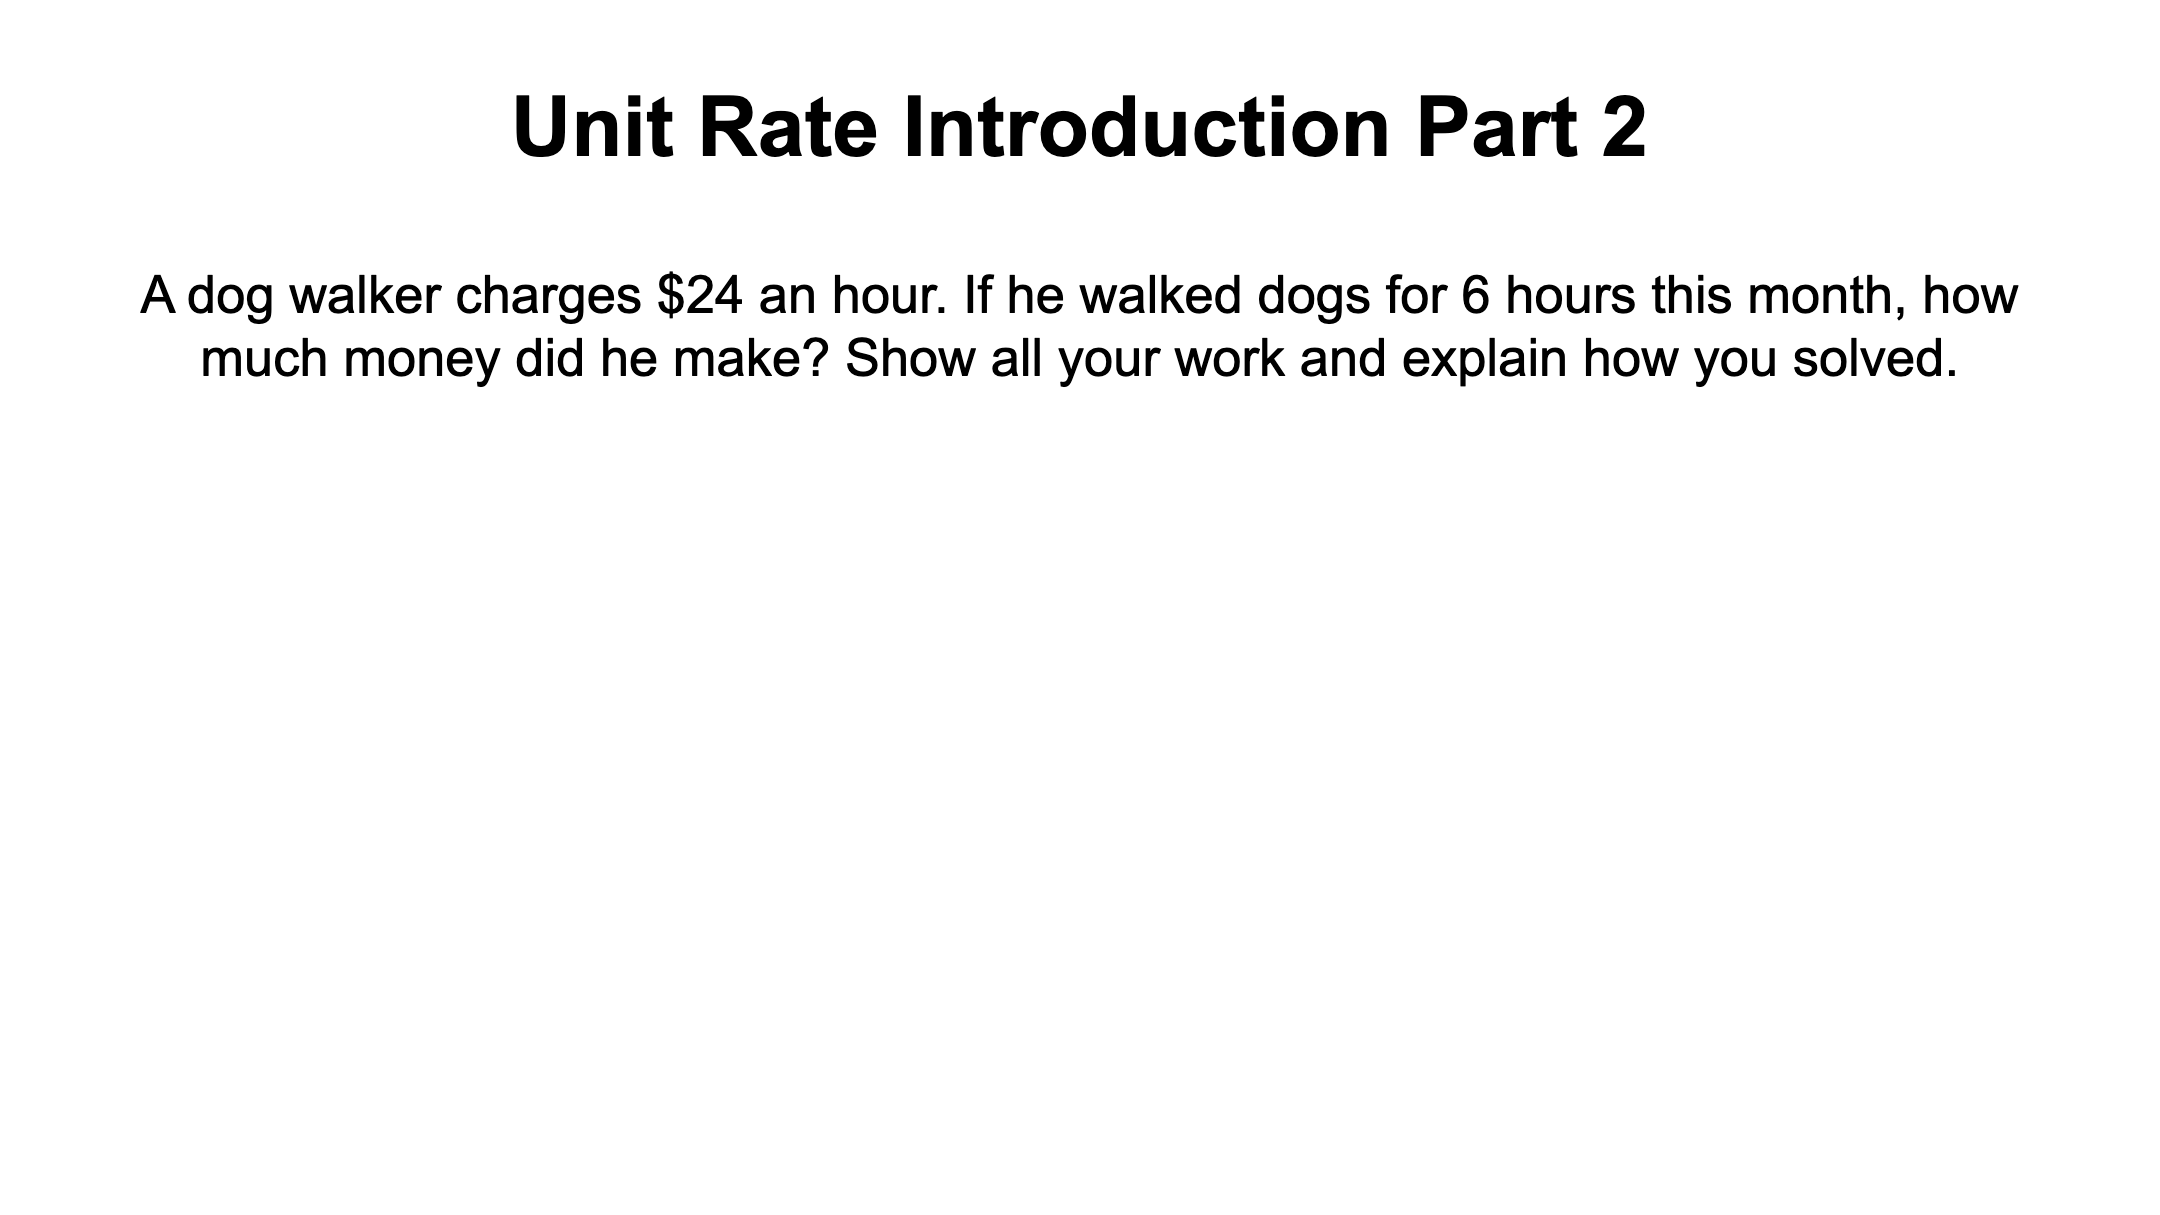 Unit Rate Introduction Part 2
A dog walker charges $24 an hour. If he walked dogs for 6 hours this month, how
much money did he make? Show all your work and explain how you solved.